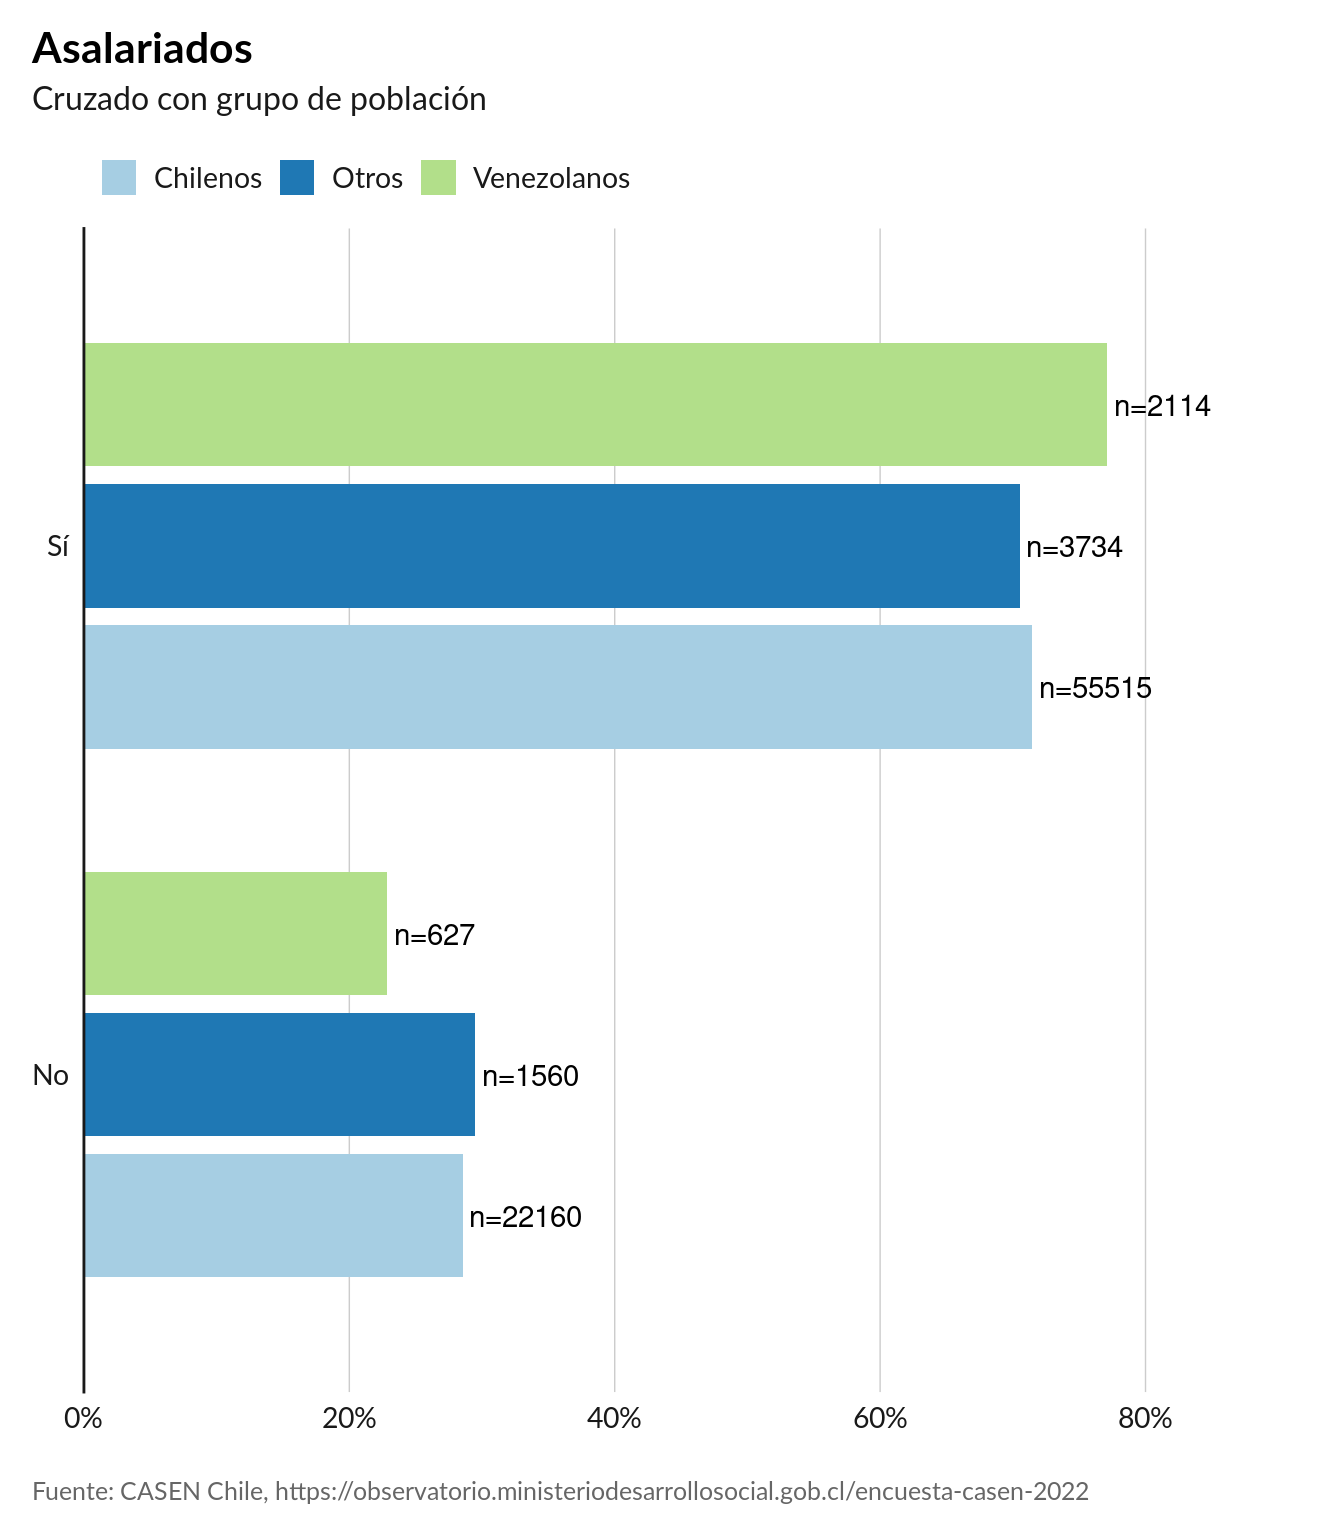 Asalariados
Cruzado con grupo de población
Chilenos Otros Venezolanos
n=2114
Sí
n=3734
n=55515
n=627
No
n=1560
n=22160
0% 20% 40% 60% 80%
Fuente: CASEN Chile, https://observatorio.ministeriodesarrollosocial.gob.cl/encuesta-casen-2022